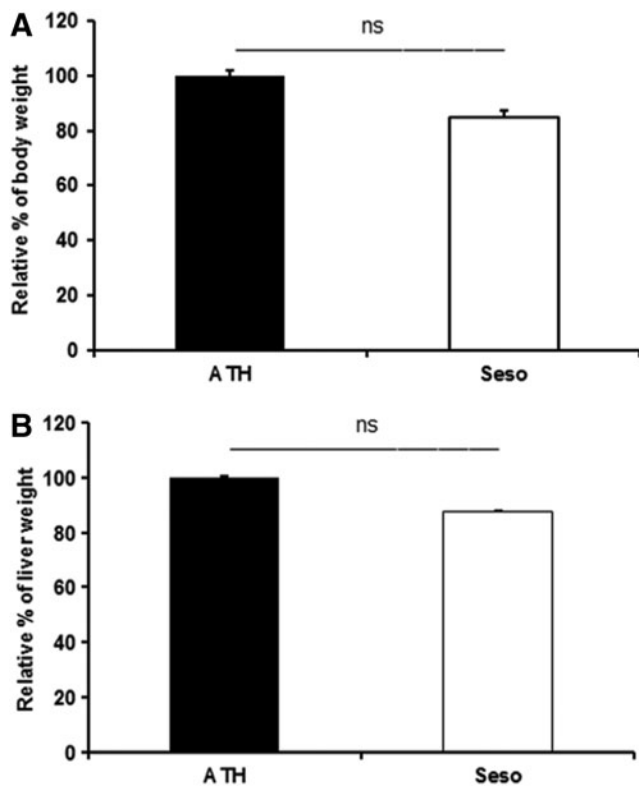 A
Relative % of body weight
120
100
80
60
40
20
0
ns
ATH
Seso
B
Relative % of liver weight
120
100
80
60
40
20
0
ns
ATH
Seso